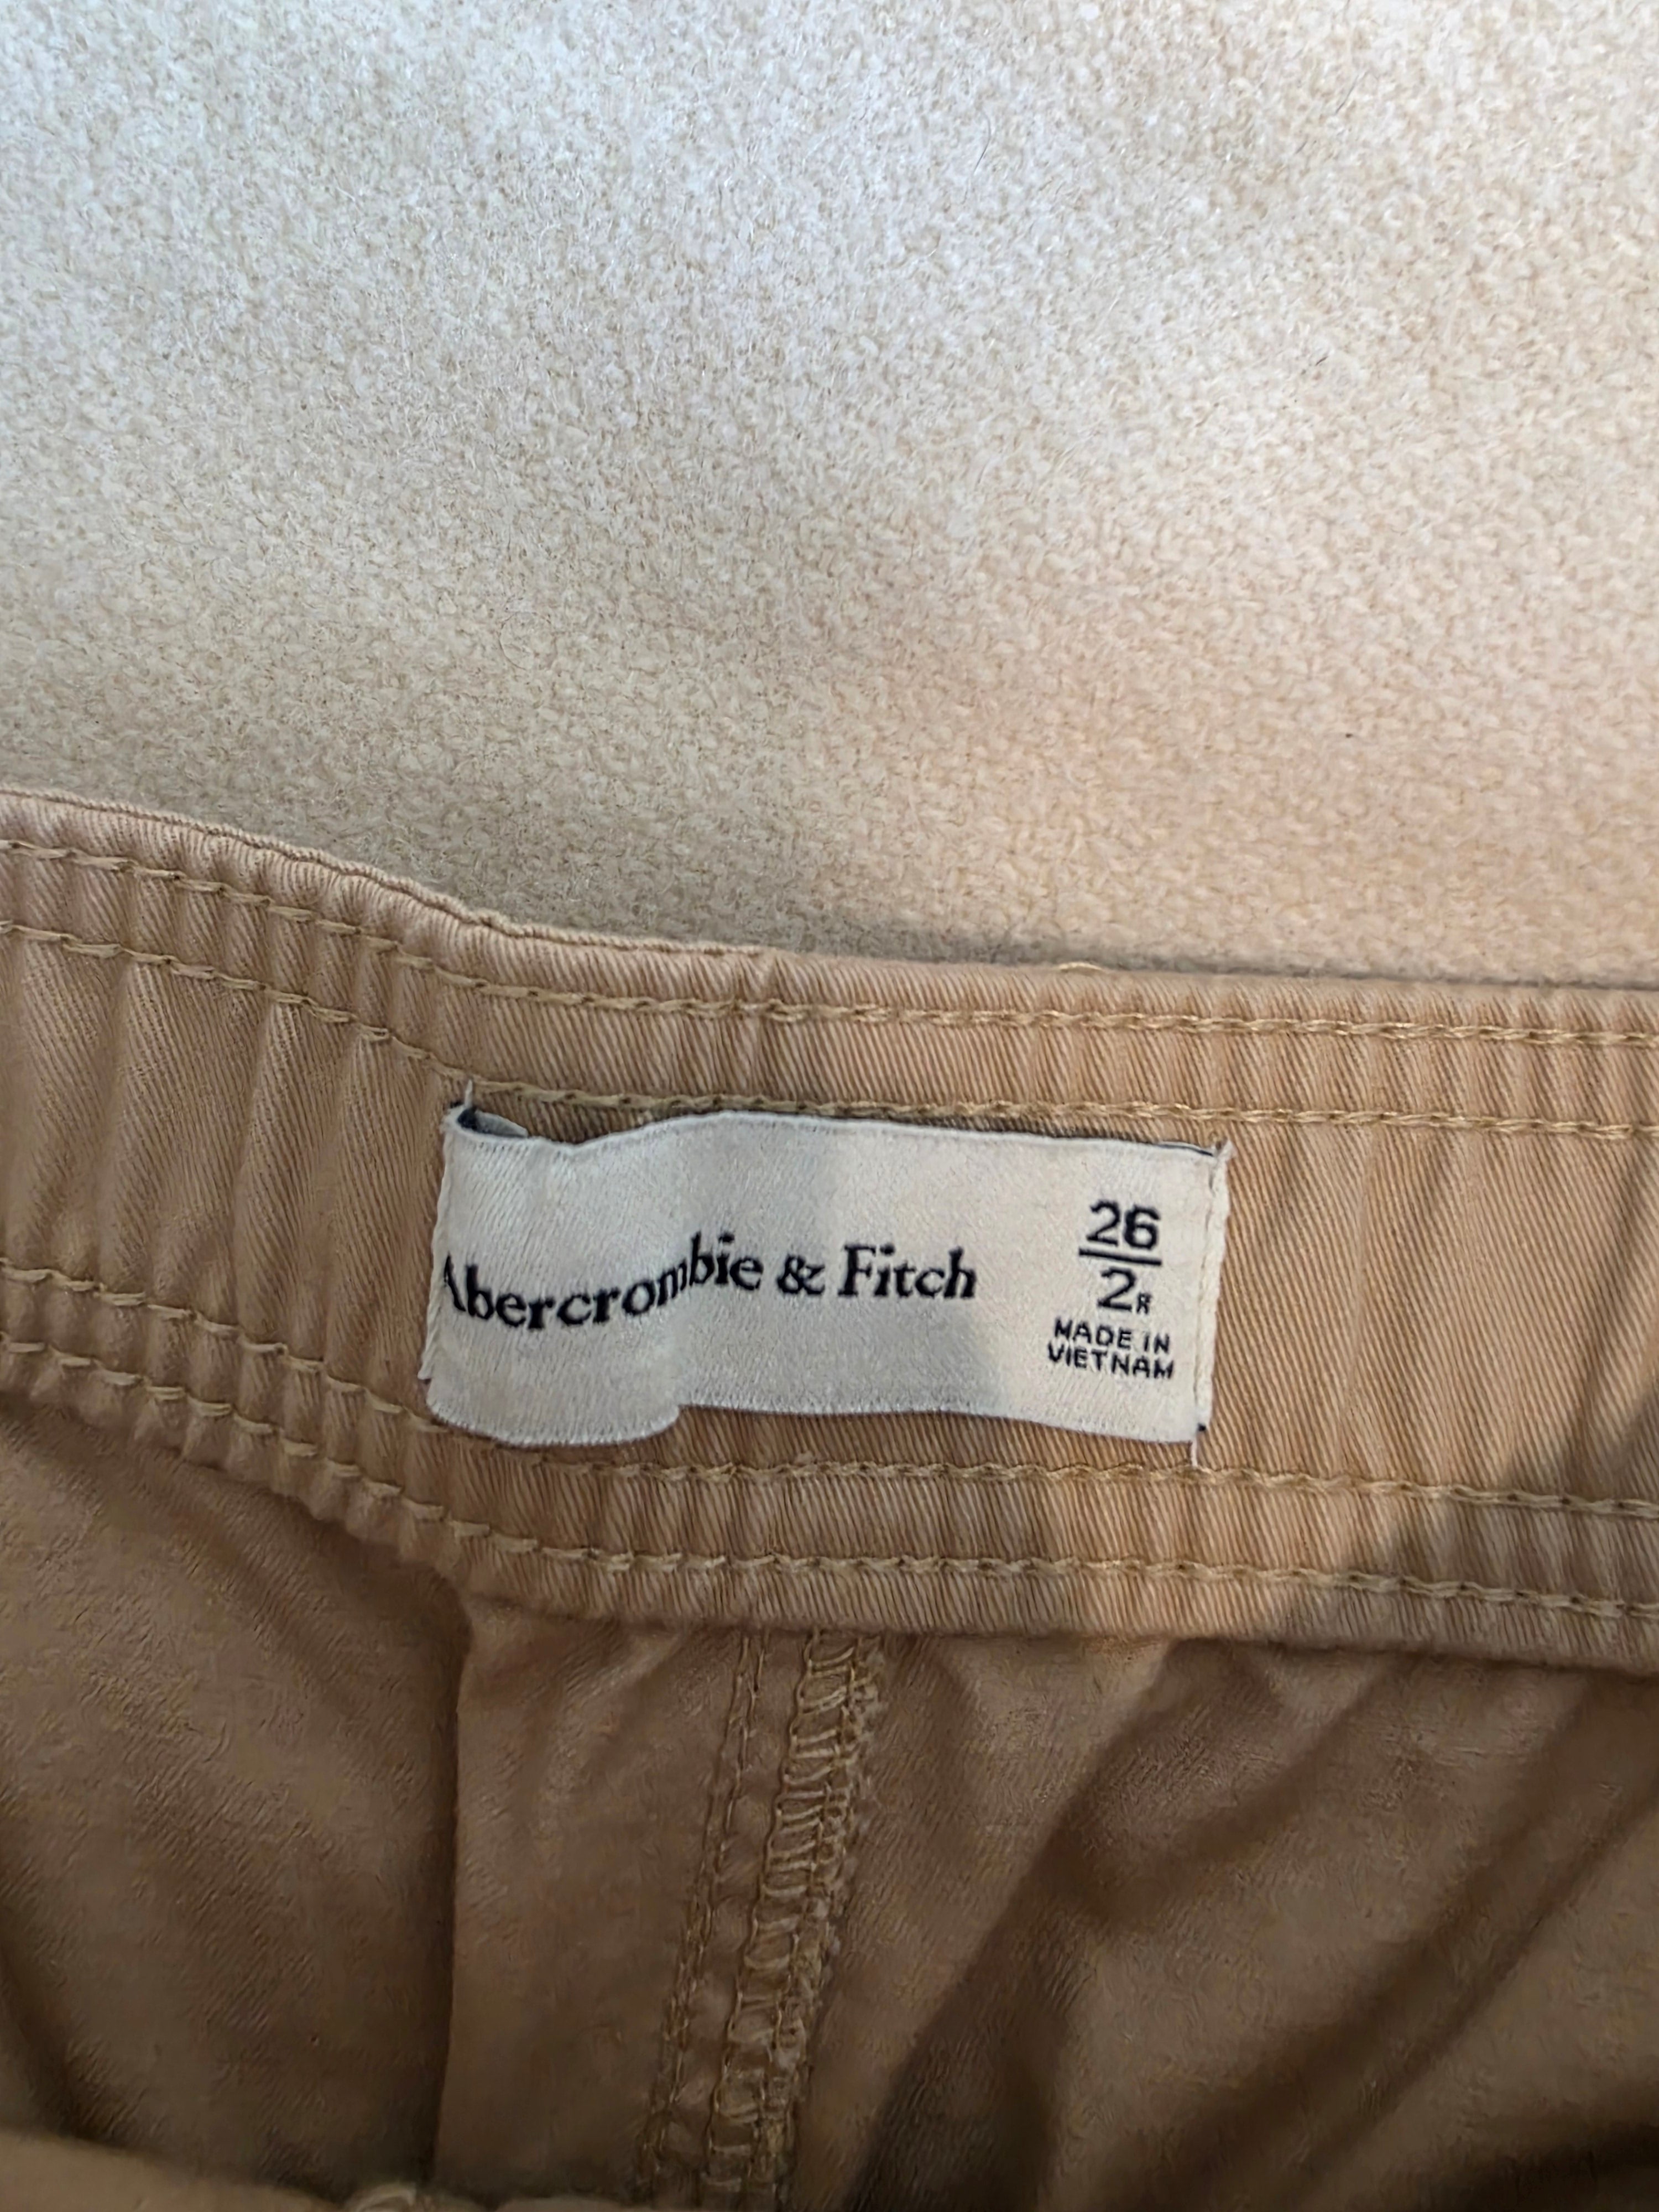 Abercrombie & Fitch
26
2R
MADE IN
VIETNAM